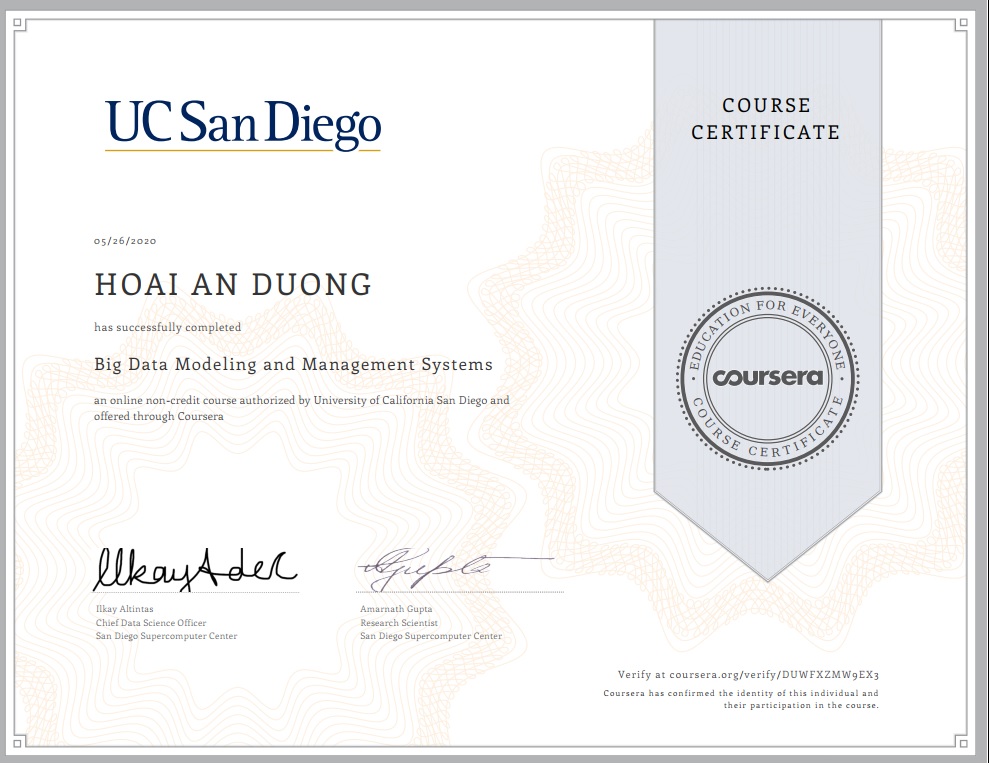 UC San Diego
COURSE
CERTIFICATE
05/26/2020
HOAI AN DUONG
has successfully completed
Big Data Modeling and Management Systems
an online non-credit course authorized by University of California San Diego and
offered through Coursera
EDUCATION FOR EVERYONE
coursera
COURSE CERTIFICATE
Ilkay Altintas
Chief Data Science Officer
San Diego Supercomputer Center
Amarnath Gupta
Research Scientist
San Diego Supercomputer Center
Verify at coursera.org/verify/DUWFXZMW9EX3
Coursera has confirmed the identity of this individual and
their participation in the course.